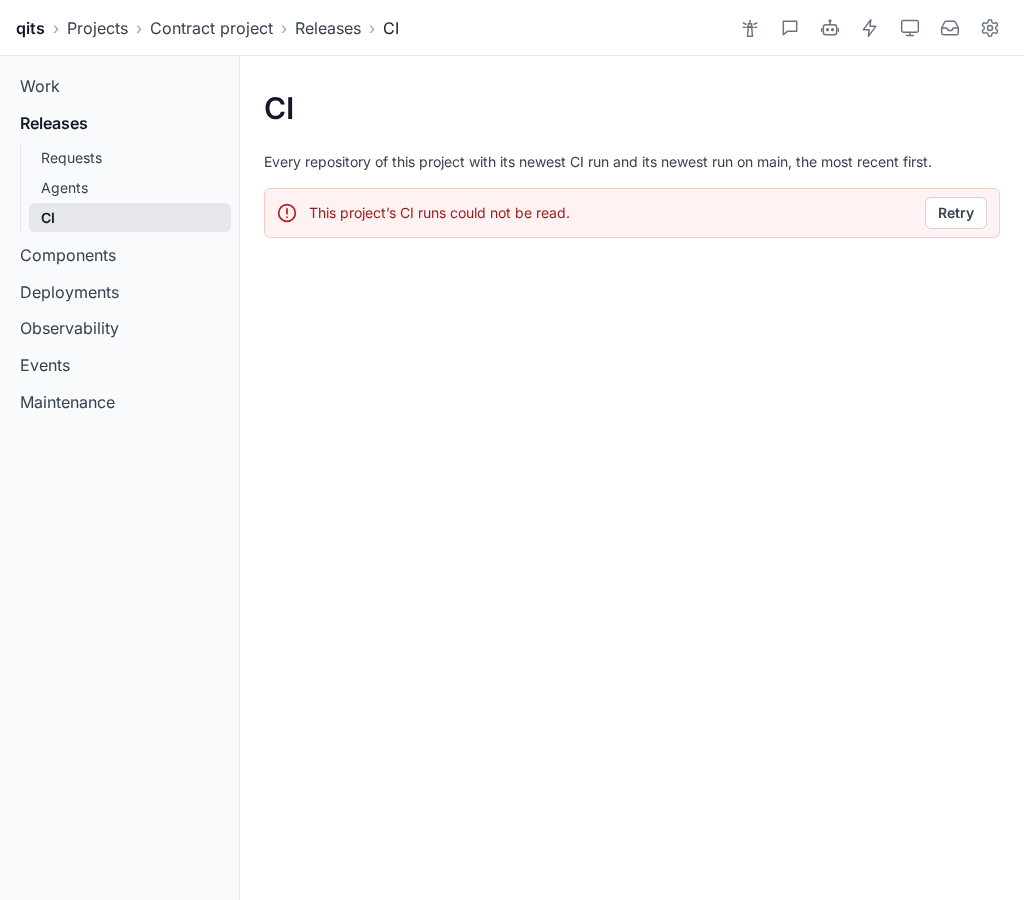 qits › Projects › Contract project › Releases › CI
Work
Releases
Requests
Agents
CI
Components
Deployments
Observability
Events
Maintenance
CI
Every repository of this project with its newest CI run and its newest run on main, the most recent first.
This project’s CI runs could not be read.
Retry